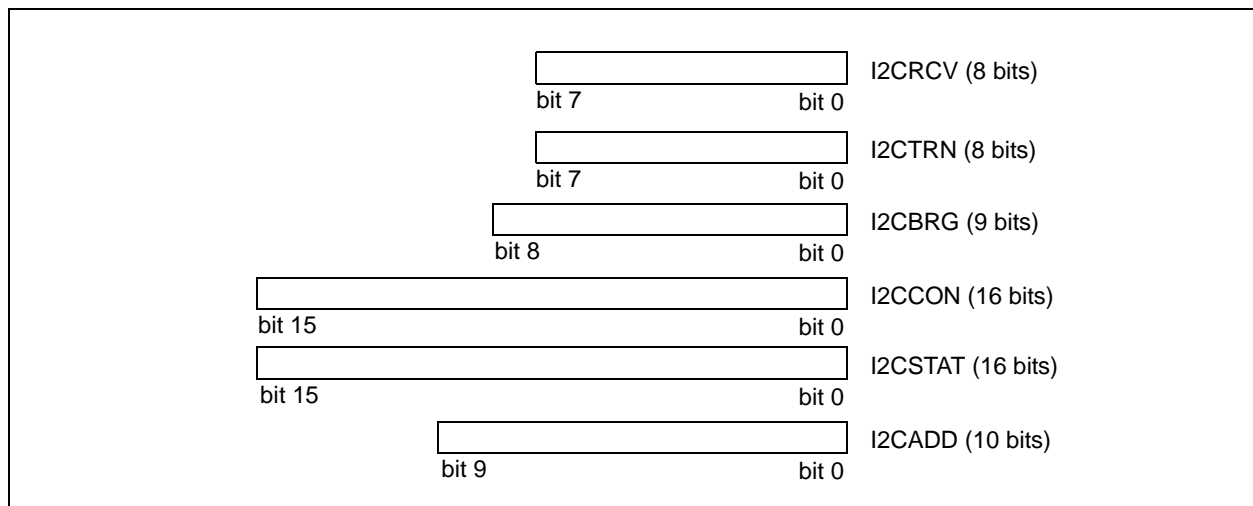 I2CRCV (8 bits)
bit 7 bit 0
I2CTRN (8 bits)
bit 7 bit 0
I2CBRG (9 bits)
bit 8 bit 0
I2CCON (16 bits)
bit 15 bit 0
I2CSTAT (16 bits)
bit 15 bit 0
I2CADD (10 bits)
bit 9 bit 0